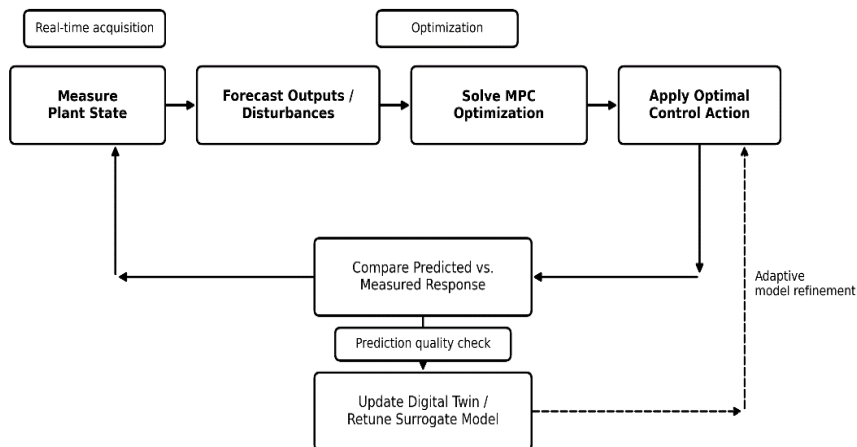 Real-time acquisition
Optimization
Measure
Plant State
Forecast Outputs /
Disturbances
Solve MPC
Optimization
Apply Optimal
Control Action
Compare Predicted vs.
Measured Response
Adaptive
model refinement
Prediction quality check
Update Digital Twin /
Retune Surrogate Model